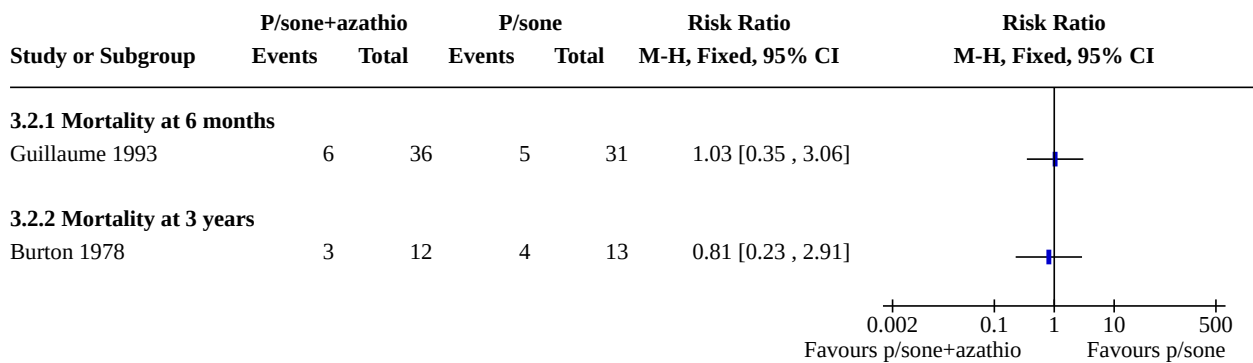 P/sone+azathio P/sone Risk Ratio Risk Ratio
Study or Subgroup Events Total Events Total M-H, Fixed, 95% CI M-H, Fixed, 95% CI
3.2.1 Mortality at 6 months
Guillaume 1993 6 36 5 31 1.03 [0.35 , 3.06]
3.2.2 Mortality at 3 years
Burton 1978 3 12 4 13 0.81 [0.23 , 2.91]
0.002 0.1 1 10 500
Favours p/sone+azathio Favours p/sone